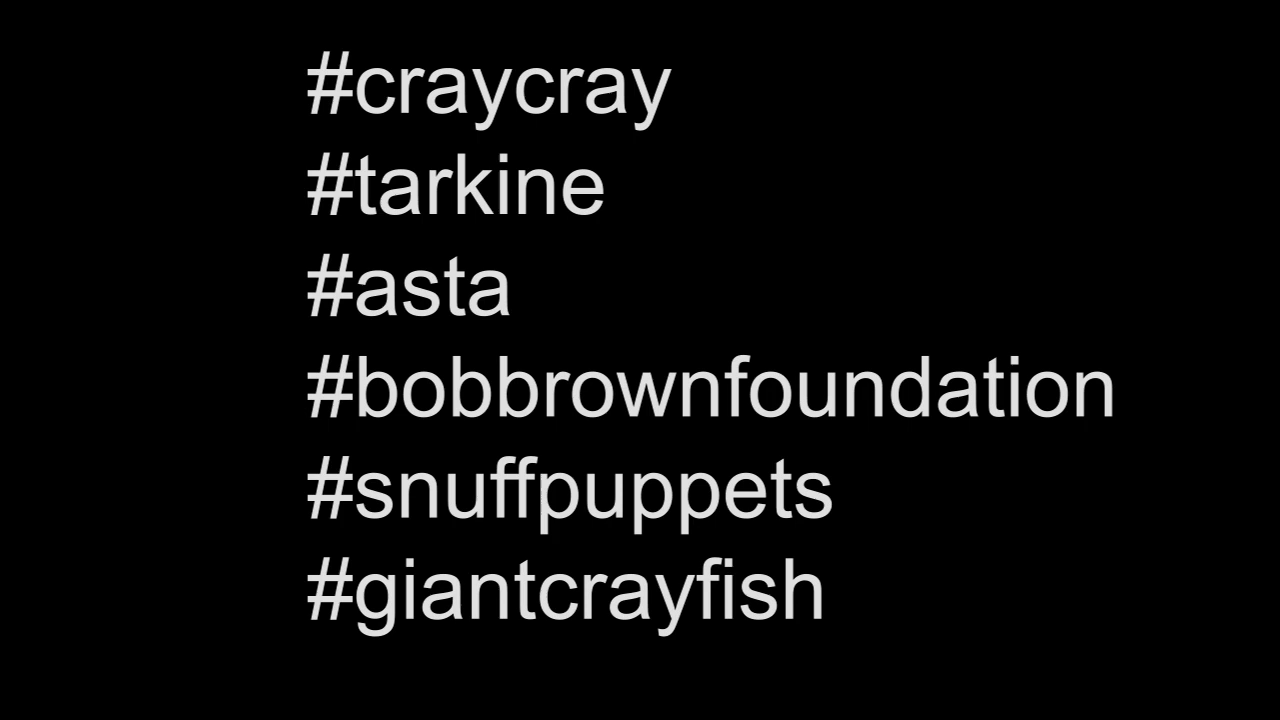 #craycray
#tarkine
#asta
#bobbrownfoundation
#snuffpuppets
#giantcrayfish